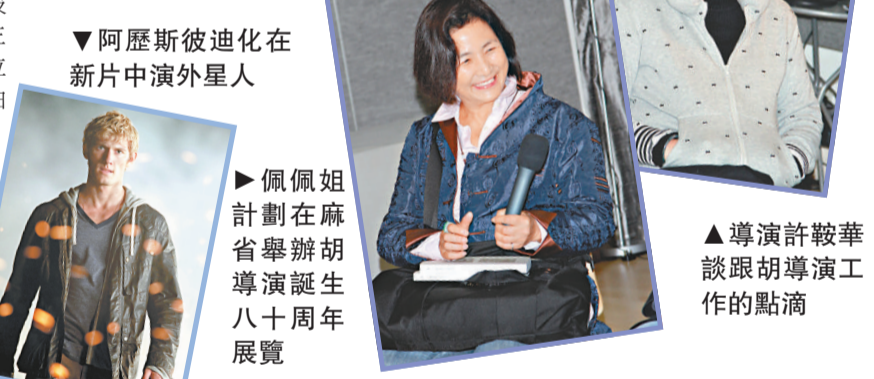 ▼阿歷斯彼迪化在
新片中演外星人
▶佩佩姐
計劃在麻
省舉辦胡
導演誕生
八十周年
展覽
▲導演許鞍華
談跟胡導演工
作的點滴